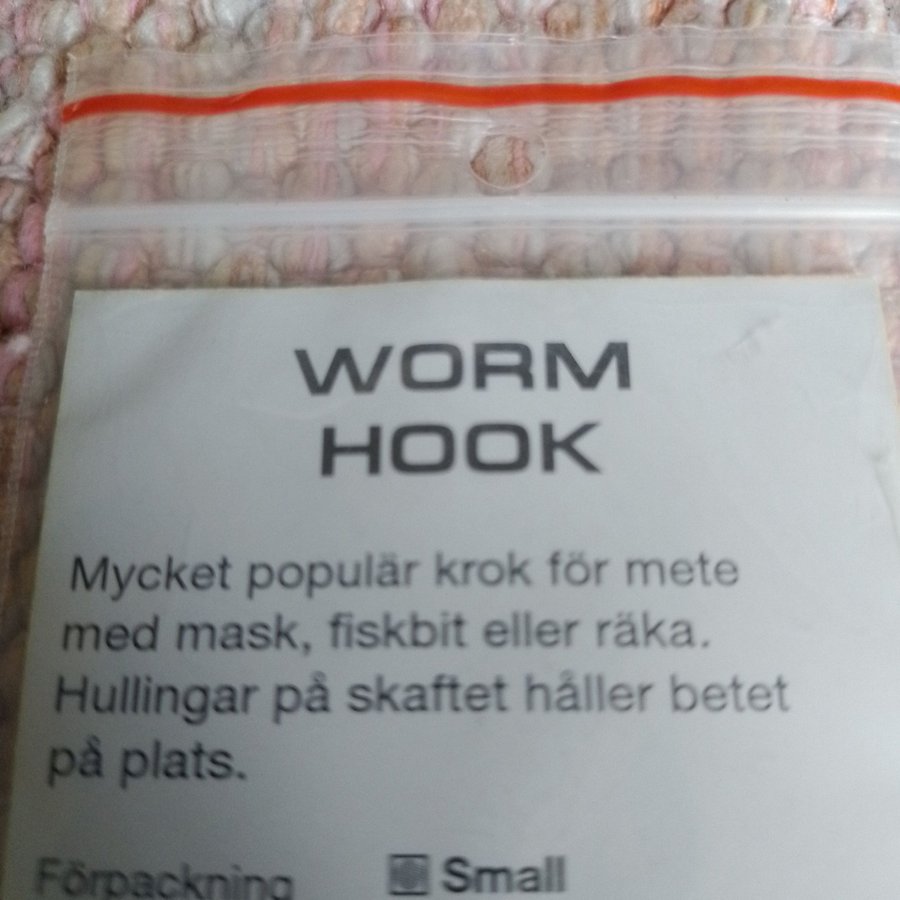 WORM
HOOK
Mycket populär krok för mete
med mask, fiskbit eller räka.
Hullingar på skaftet håller betet
på plats.
Förpackning Small